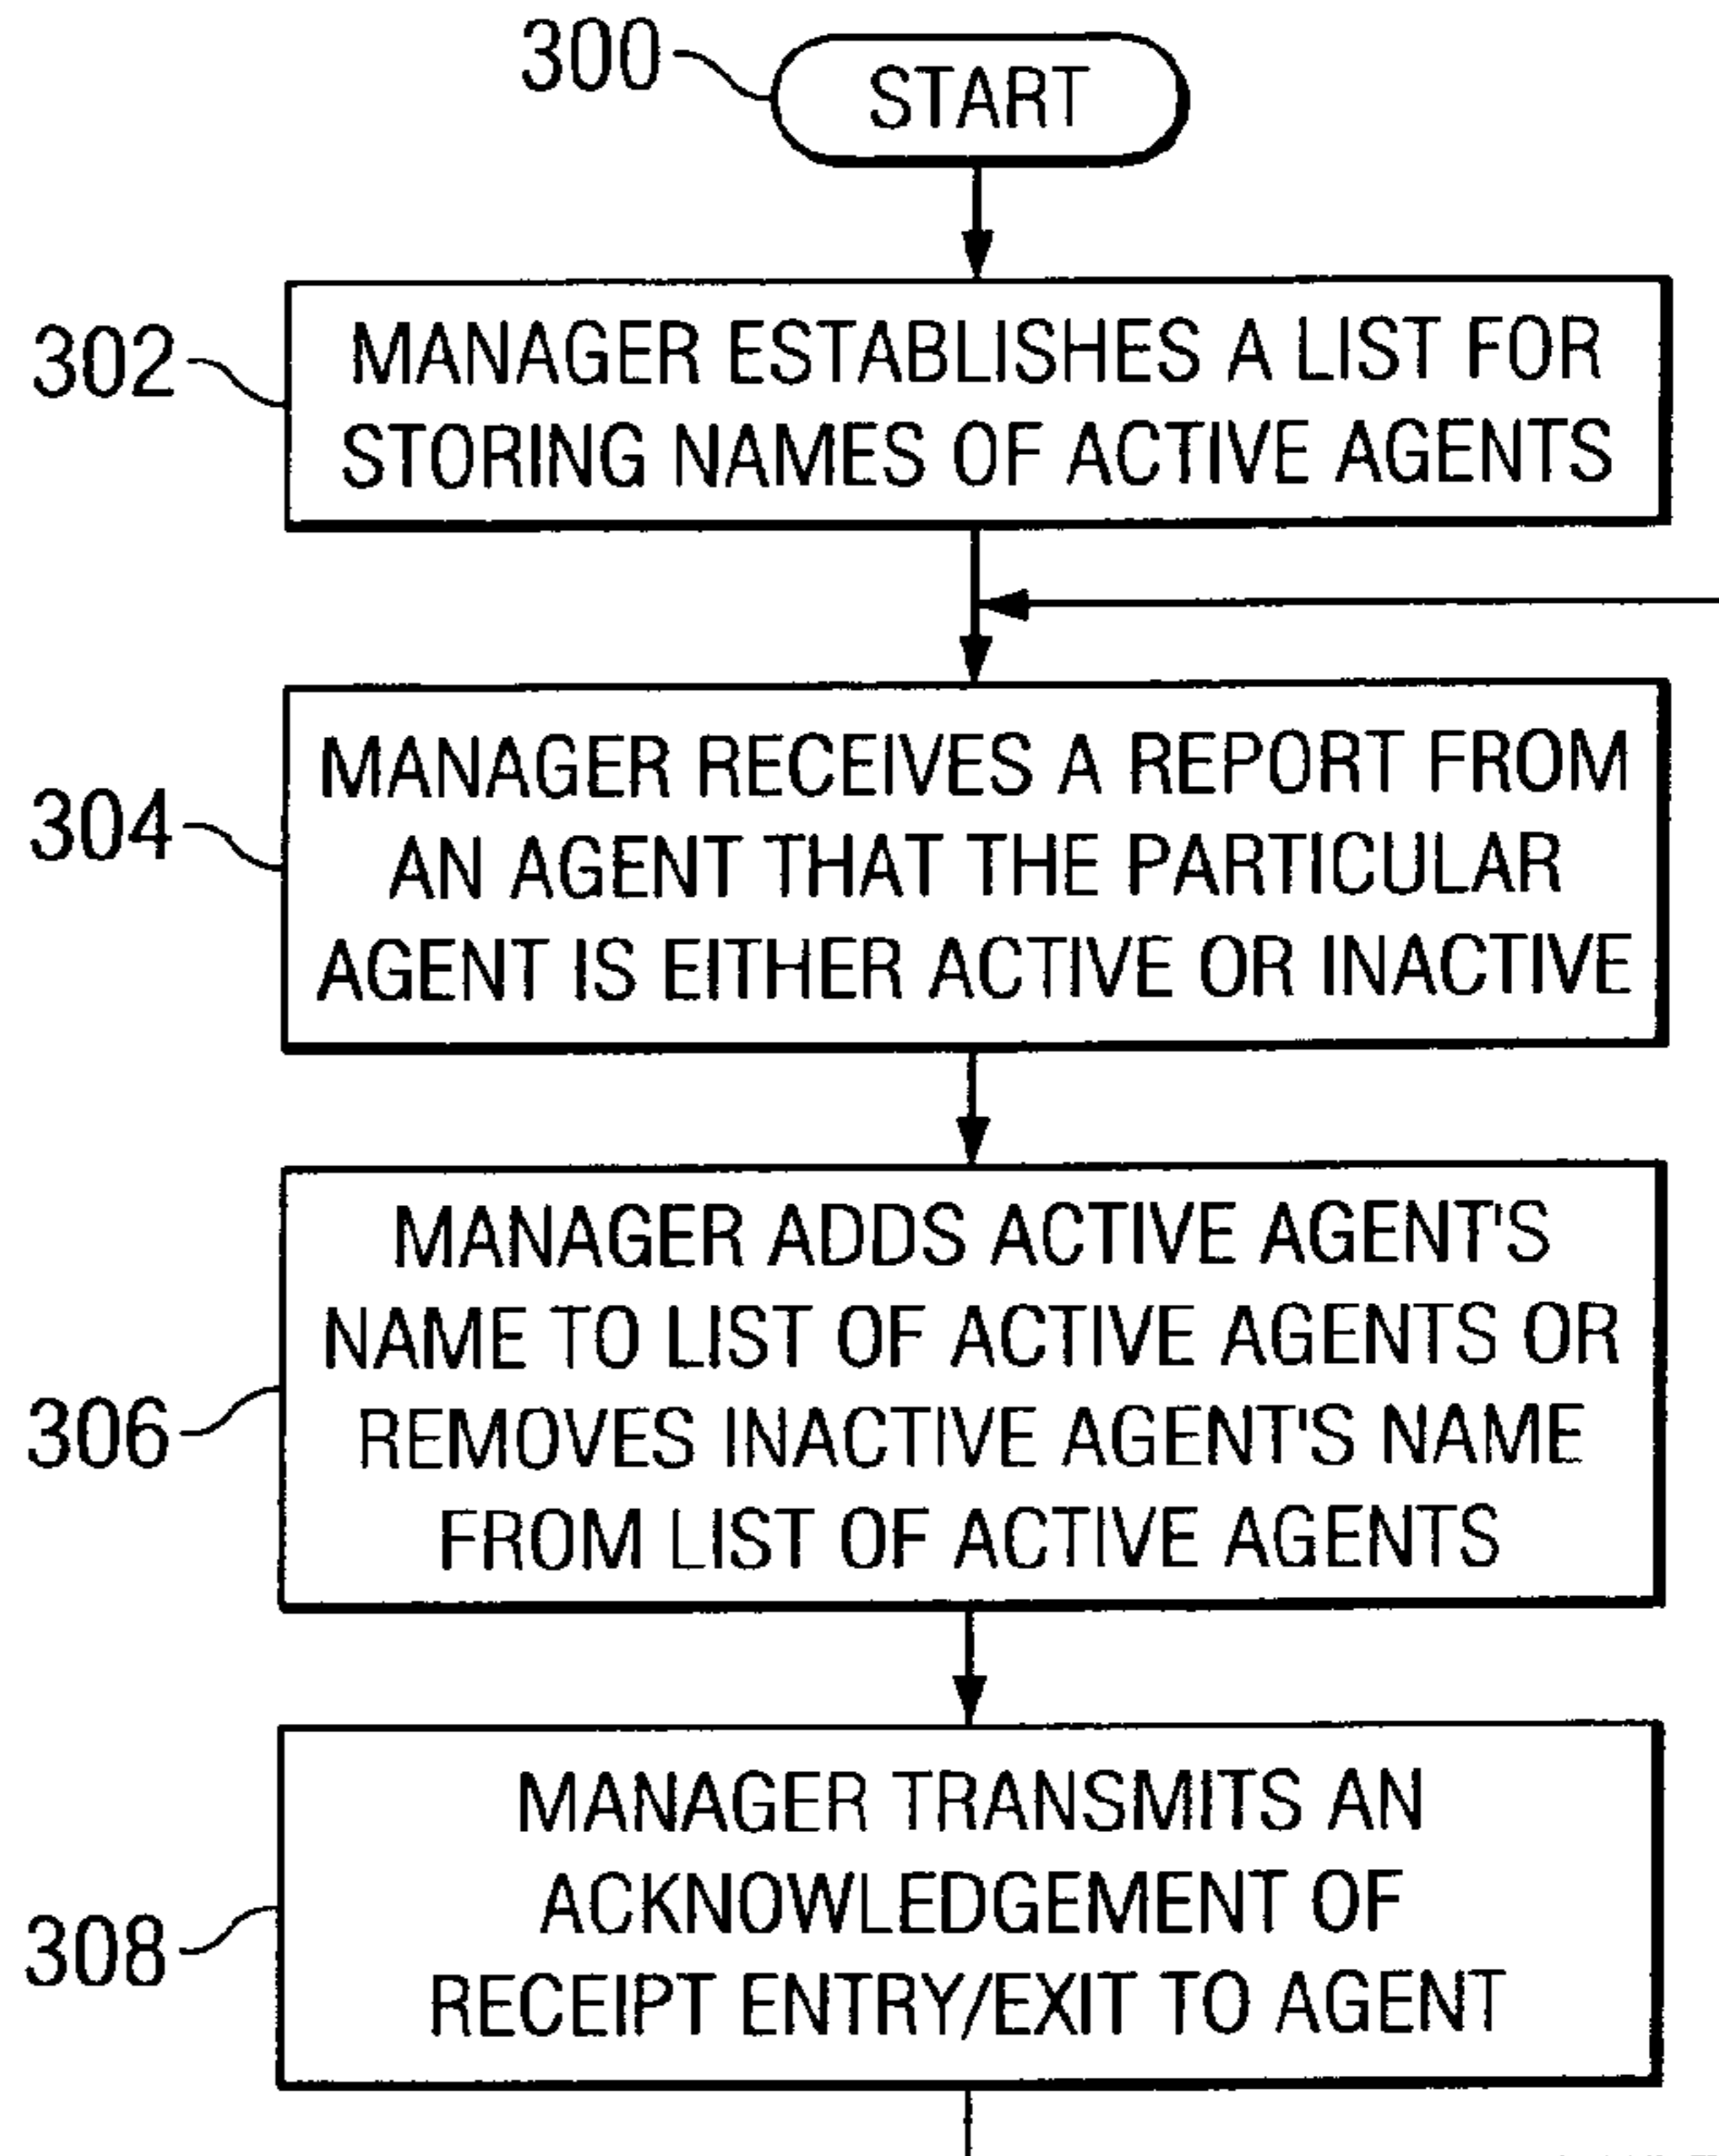 300
START
302
MANAGER ESTABLISHES A LIST FOR
STORING NAMES OF ACTIVE AGENTS
304
MANAGER RECEIVES A REPORT FROM
AN AGENT THAT THE PARTICULAR
AGENT IS EITHER ACTIVE OR INACTIVE
306
MANAGER ADDS ACTIVE AGENT'S
NAME TO LIST OF ACTIVE AGENTS OR
REMOVES INACTIVE AGENT'S NAME
FROM LIST OF ACTIVE AGENTS
308
MANAGER TRANSMITS AN
ACKNOWLEDGEMENT OF
RECEIPT ENTRY/EXIT TO AGENT